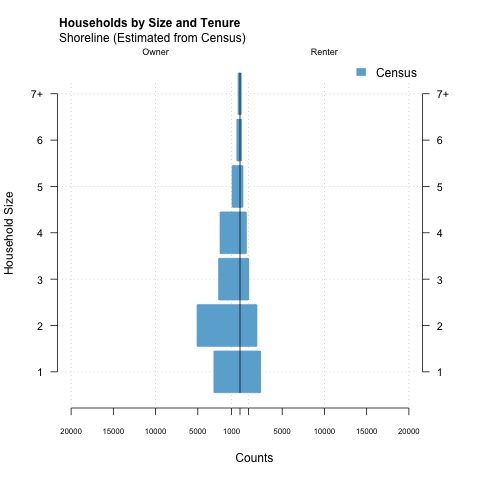 Households by Size and Tenure
Shoreline (Estimated from Census)
Owner Renter
Census
7+ 7+
6 6
5 5
4 4
3 3
2 2
1 1
Household Size
20000 15000 10000 5000 1000 5000 10000 15000 20000
Counts